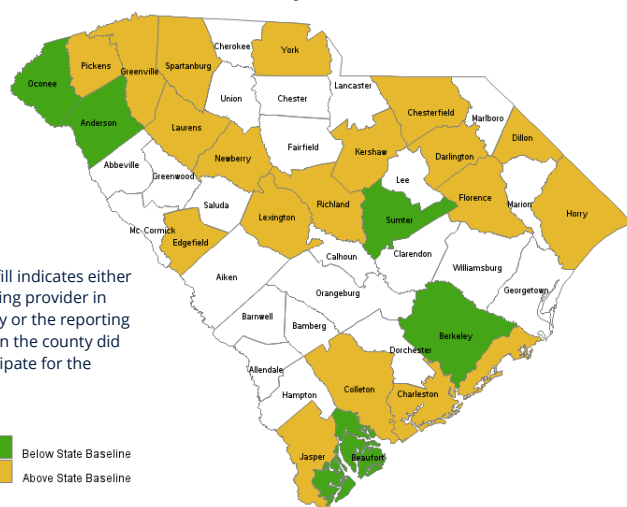 Cherokee
York
Oconee
Pickens
Greenville
Spartanburg
Union
Chester
Lancaster
Chesterfield
Marlboro
Anderson
Laurens
Dillon
Abbeville
Greenwood
Newberry
Fairfield
Kershaw
Darlington
Lee
Florence
Marion
Horry
Saluda
Mc Cormick
Edgefield
Lexington
Richland
Sumter
Clarendon
Williamsburg
Georgetown
Calhoun
Aiken
Orangeburg
Barnwell
Bamberg
Berkeley
Dorchester
Allendale
Hampton
Colleton
Charleston
Jasper
Beaufort
fill indicates either
ing provider in
y or the reporting
n the county did
ipate for the
Below State Baseline
Above State Baseline